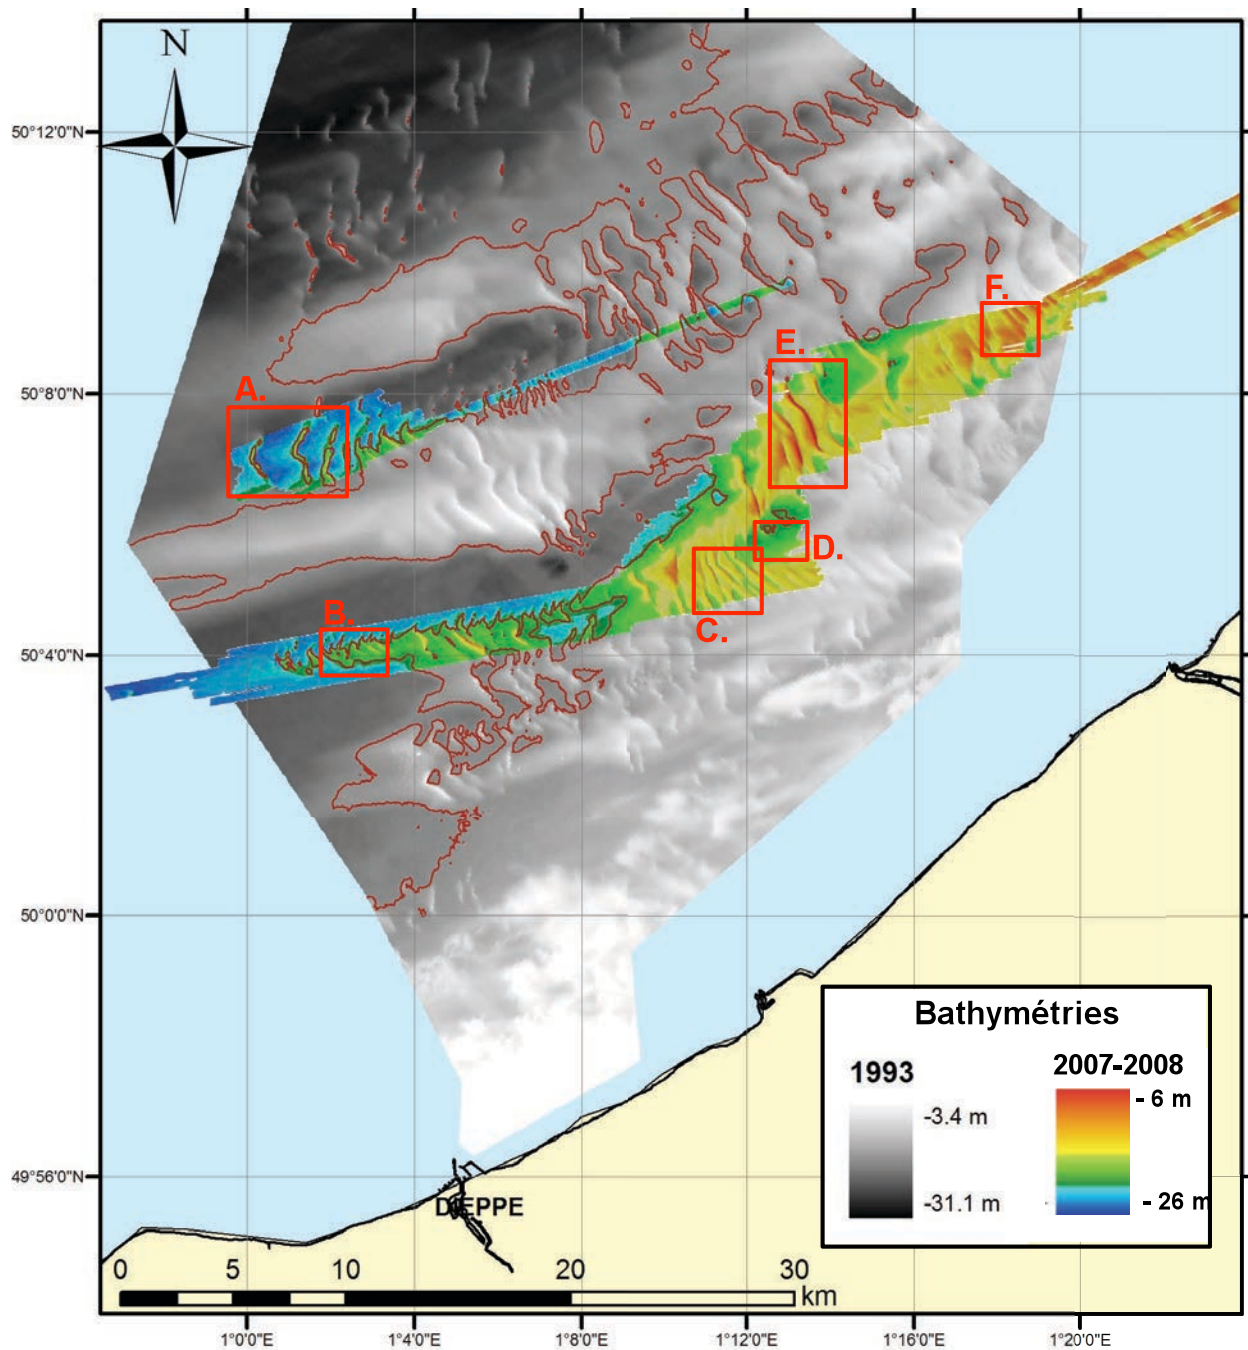 N
50°12'0"N
F.
E.
50°8'0"N
A.
D.
B.
C.
50°4'0"N
50°0'0"N
Bathymétries
1993
2007-2008
-3.4 m
- 6 m
-31.1 m
- 26 m
49°56'0"N
DIEPPE
0 5 10 20 30
km
1°0'0"E 1°4'0"E 1°8'0"E 1°12'0"E 1°16'0"E 1°20'0"E